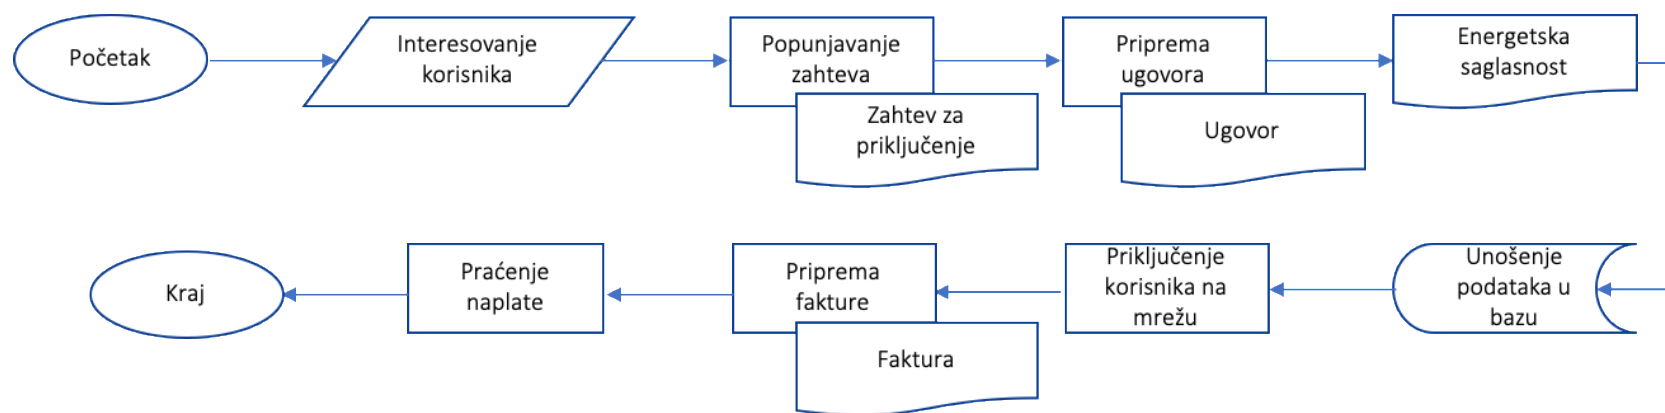 Početak
Interesovanje
korisnika
Popunjavanje
zahteva
Zahtev za
priključenje
Priprema
ugovora
Ugovor
Energetska
saglasnost
Unošenje
podataka u
bazu
Priključenje
korisnika na
mrežu
Priprema
fakture
Faktura
Praćenje
naplate
Kraj